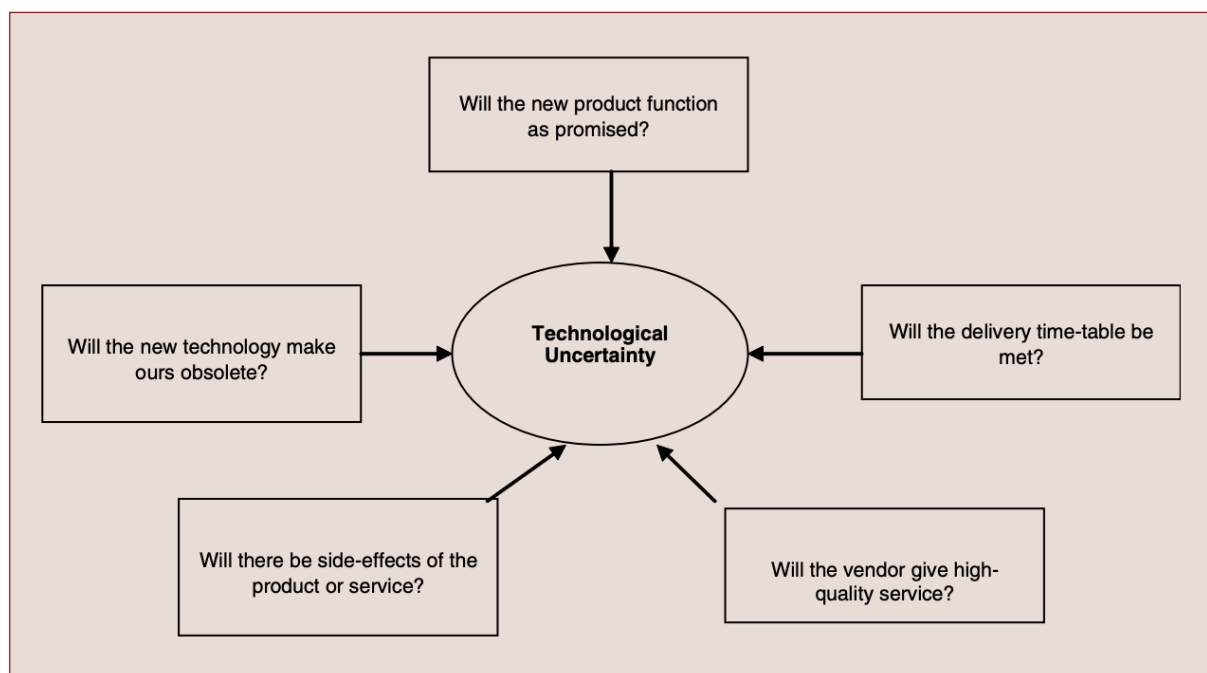 Will the new product function
as promised?
Will the new technology make
ours obsolete?
Technological
Uncertainty
Will the delivery time-table be
met?
Will there be side-effects of the
product or service?
Will the vendor give high-
quality service?